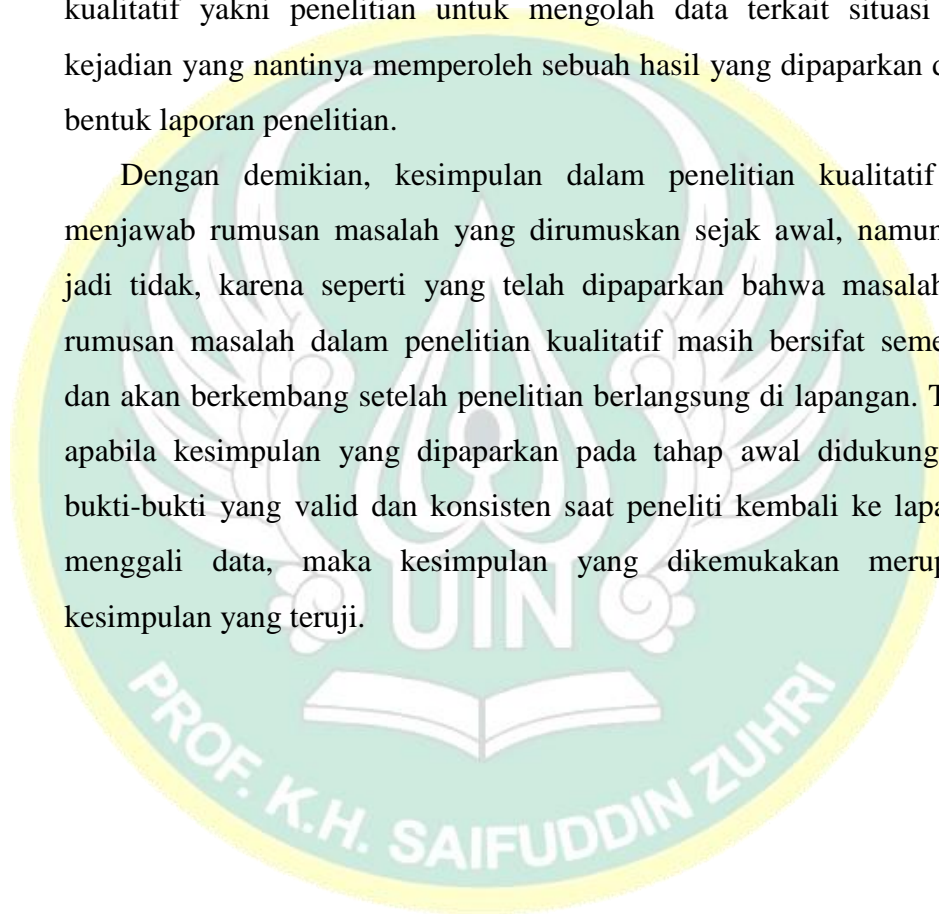 kualitatif yakni penelitian untuk mengolah data terkait situasi
kejadian yang nantinya memperoleh sebuah hasil yang dipaparkan
bentuk laporan penelitian.
Dengan demikian, kesimpulan dalam penelitian kualitatif
menjawab rumusan masalah yang dirumuskan sejak awal, namun
jadi tidak, karena seperti yang telah dipaparkan bahwa masalah
rumusan masalah dalam penelitian kualitatif masih bersifat
dan akan berkembang setelah penelitian berlangsung di lapangan.
apabila kesimpulan yang dipaparkan pada tahap awal didukung
bukti-bukti yang valid dan konsisten saat peneliti kembali ke
menggali data, maka kesimpulan yang dikemukakan
kesimpulan yang teruji.
UIN
PROF. K.H. SAIFUDDIN ZUHRI